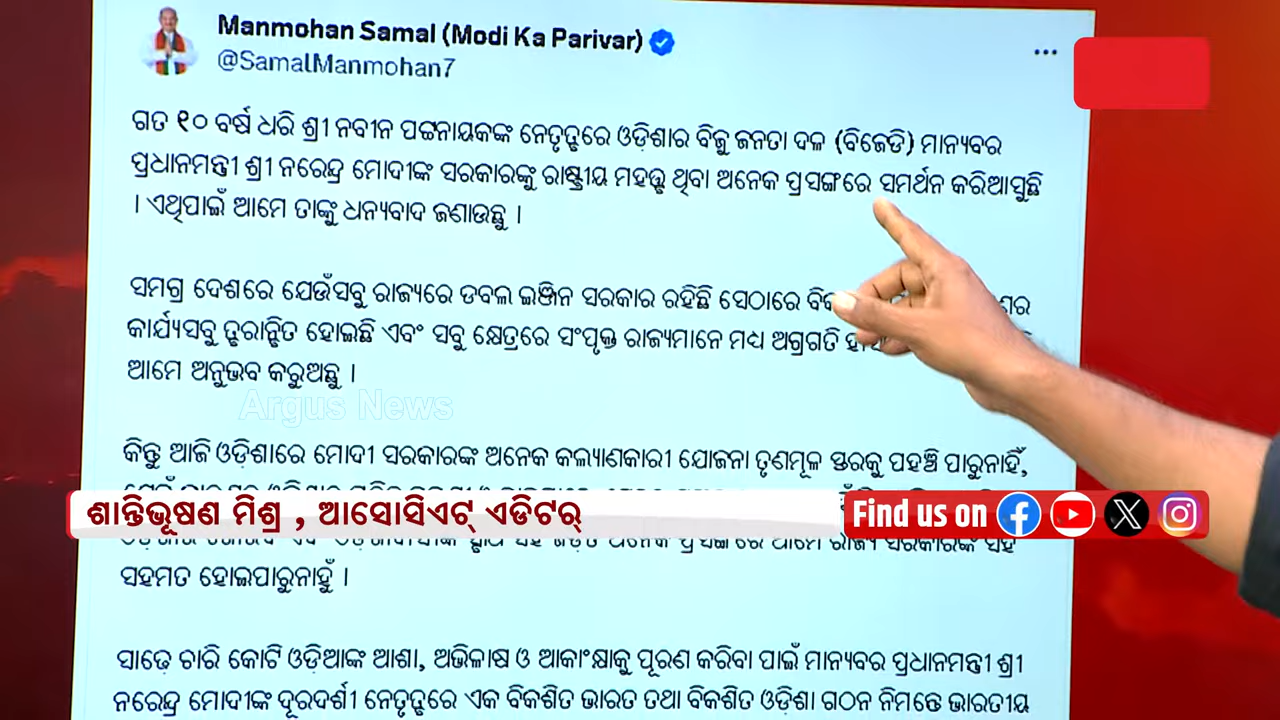 Manmohan Samal (Modi Ka Parivar)
@SamalManmohan7
ଗତ ୧୦ ବର୍ଷ ଧରି ଶ୍ରୀ ନବୀନ ପଟ୍ଟନାୟକଙ୍କ ନେତୃତ୍ବରେ ଓଡ଼ିଶାର ବିଜୁ ଜନତା ଦଳ (ବିଜେଡି) ମାନ୍ୟବର
ପ୍ରଧାନମନ୍ତ୍ରୀ ଶ୍ରୀ ନରେନ୍ଦ୍ର ମୋଦୀଙ୍କ ସରକାରଙ୍କୁ ରାଷ୍ଟ୍ରୀୟ ମହତ୍ତ୍ୱ ଥିବା ଅନେକ ପ୍ରସଙ୍ଗରେ ସମର୍ଥନ କରିଆସୁଛି
। ଏଥିପାଇଁ ଆମେ ତାଙ୍କୁ ଧନ୍ୟବାଦ ଜଣାଉଛୁ ।
ସମଗ୍ର ଦେଶରେ ଯେଉଁସବୁ ରାଜ୍ୟରେ ଡବଲ ଇଞ୍ଜିନ ସରକାର ରହିଛି ସେଠାରେ
କାର୍ଯ୍ୟସବୁ ତ୍ବରାନ୍ବିତ ହୋଇଛି ଏବଂ ସବୁ କ୍ଷେତ୍ରରେ ସଂପୃକ୍ତ ରାଜ୍ୟମାନେ ମଧ୍ୟ ଅଗ୍ରଗତି
ଆମେ ଅନୁଭବ କରୁଅଛୁ ।
Argus News
କିନ୍ତୁ ଆଜି ଓଡ଼ିଶାରେ ମୋଦୀ ସରକାରଙ୍କ ଅନେକ କଲ୍ୟାଣକାରୀ ଯୋଜନା ତୃଣମୂଳ ସ୍ତରକୁ ପହଞ୍ଚି ପାରୁନାହିଁ,
ଶାନ୍ତିଭୂଷଣ ମିଶ୍ର , ଆସୋସିଏଟ୍ ଏଡିଟର୍
Find us on
ସହମତ ହୋଇପାରୁନାହୁଁ ।
ସାଢ଼େ ଚାରି କୋଟି ଓଡ଼ିଆଙ୍କ ଆଶା, ଅଭିଳାଷ ଓ ଆକାଂକ୍ଷାକୁ ପୂରଣ କରିବା ପାଇଁ ମାନ୍ୟବର ପ୍ରଧାନମନ୍ତ୍ରୀ ଶ୍ରୀ
ନରେନ୍ଦ୍ର ମୋଦୀଙ୍କ ଦୂରଦର୍ଶୀ ନେତୃତ୍ବରେ ଏକ ବିକଶିତ ଭାରତ ତଥା ବିକଶିତ ଓଡ଼ିଶା ଗଠନ ନିମନ୍ତେ ଭାରତୀୟ